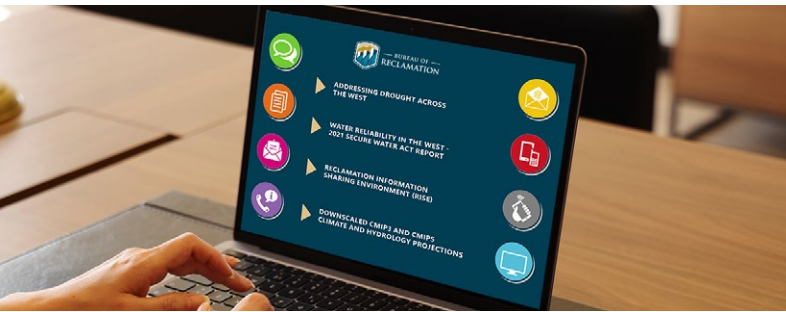 BUREAU OF
RECLAMATION
ADDRESSING DROUGHT ACROSS
THE WEST
WATER RELIABILITY IN THE WEST -
2021 SECURE WATER ACT REPORT
RECLAMATION INFORMATION
SHARING ENVIRONMENT (RISE)
DOWNSCALED CMIP3 AND CMIP5
CLIMATE AND HYDROLOGY PROJECTIONS